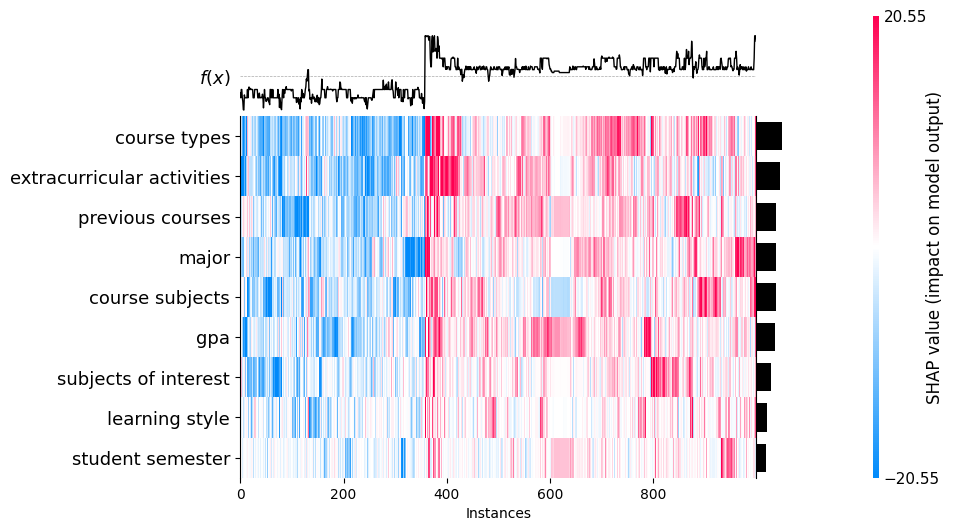 f(x)
course types
extracurricular activities
previous courses
major
course subjects
gpa
subjects of interest
learning style
student semester
0 200 400 600 800
Instances
20.55
SHAP value (impact on model output)
−20.55